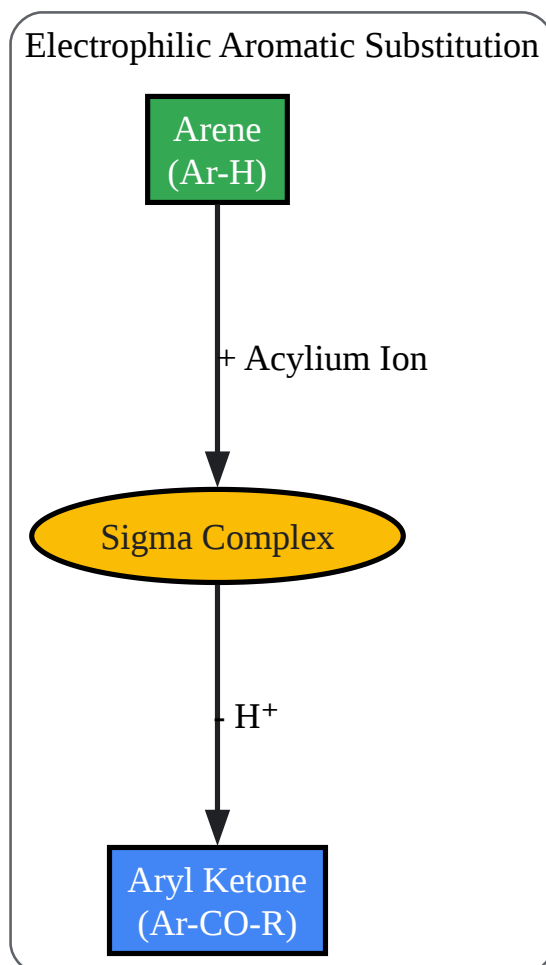 Electrophilic Aromatic Substitution
Arene
(Ar-H)
+ Acylium Ion
Sigma Complex
- H⁺
Aryl Ketone
(Ar-CO-R)